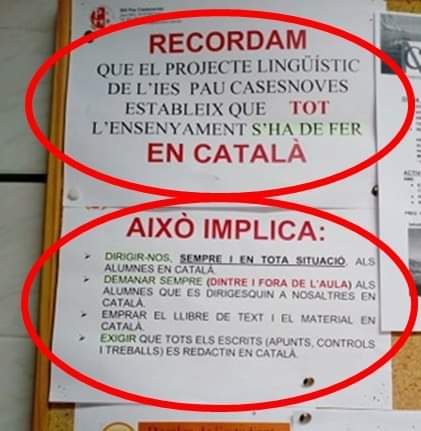 IES Pau Casesnoves
RECORDAM
QUE EL PROJECTE LINGÜÍSTIC
DE L'IES PAU CASESNOVES
ESTABLEIX QUE TOT
L'ENSENYAMENT S'HA DE FER
EN CATALÀ
AIXÒ IMPLICA:
➢ DIRIGIR-NOS, SEMPRE I EN TOTA SITUACIÓ, ALS
ALUMNES EN CATALÀ.
➢ DEMANAR SEMPRE (DINTRE I FORA DE L'AULA) ALS
ALUMNES QUE ES DIRIGESQUIN A NOSALTRES EN
CATALÀ.
➢ EMPRAR EL LLIBRE DE TEXT I EL MATERIAL EN
CATALÀ.
➢ EXIGIR QUE TOTS ELS ESCRITS (APUNTS, CONTROLS
I TREBALLS) ES REDACTIN EN CATALÀ.